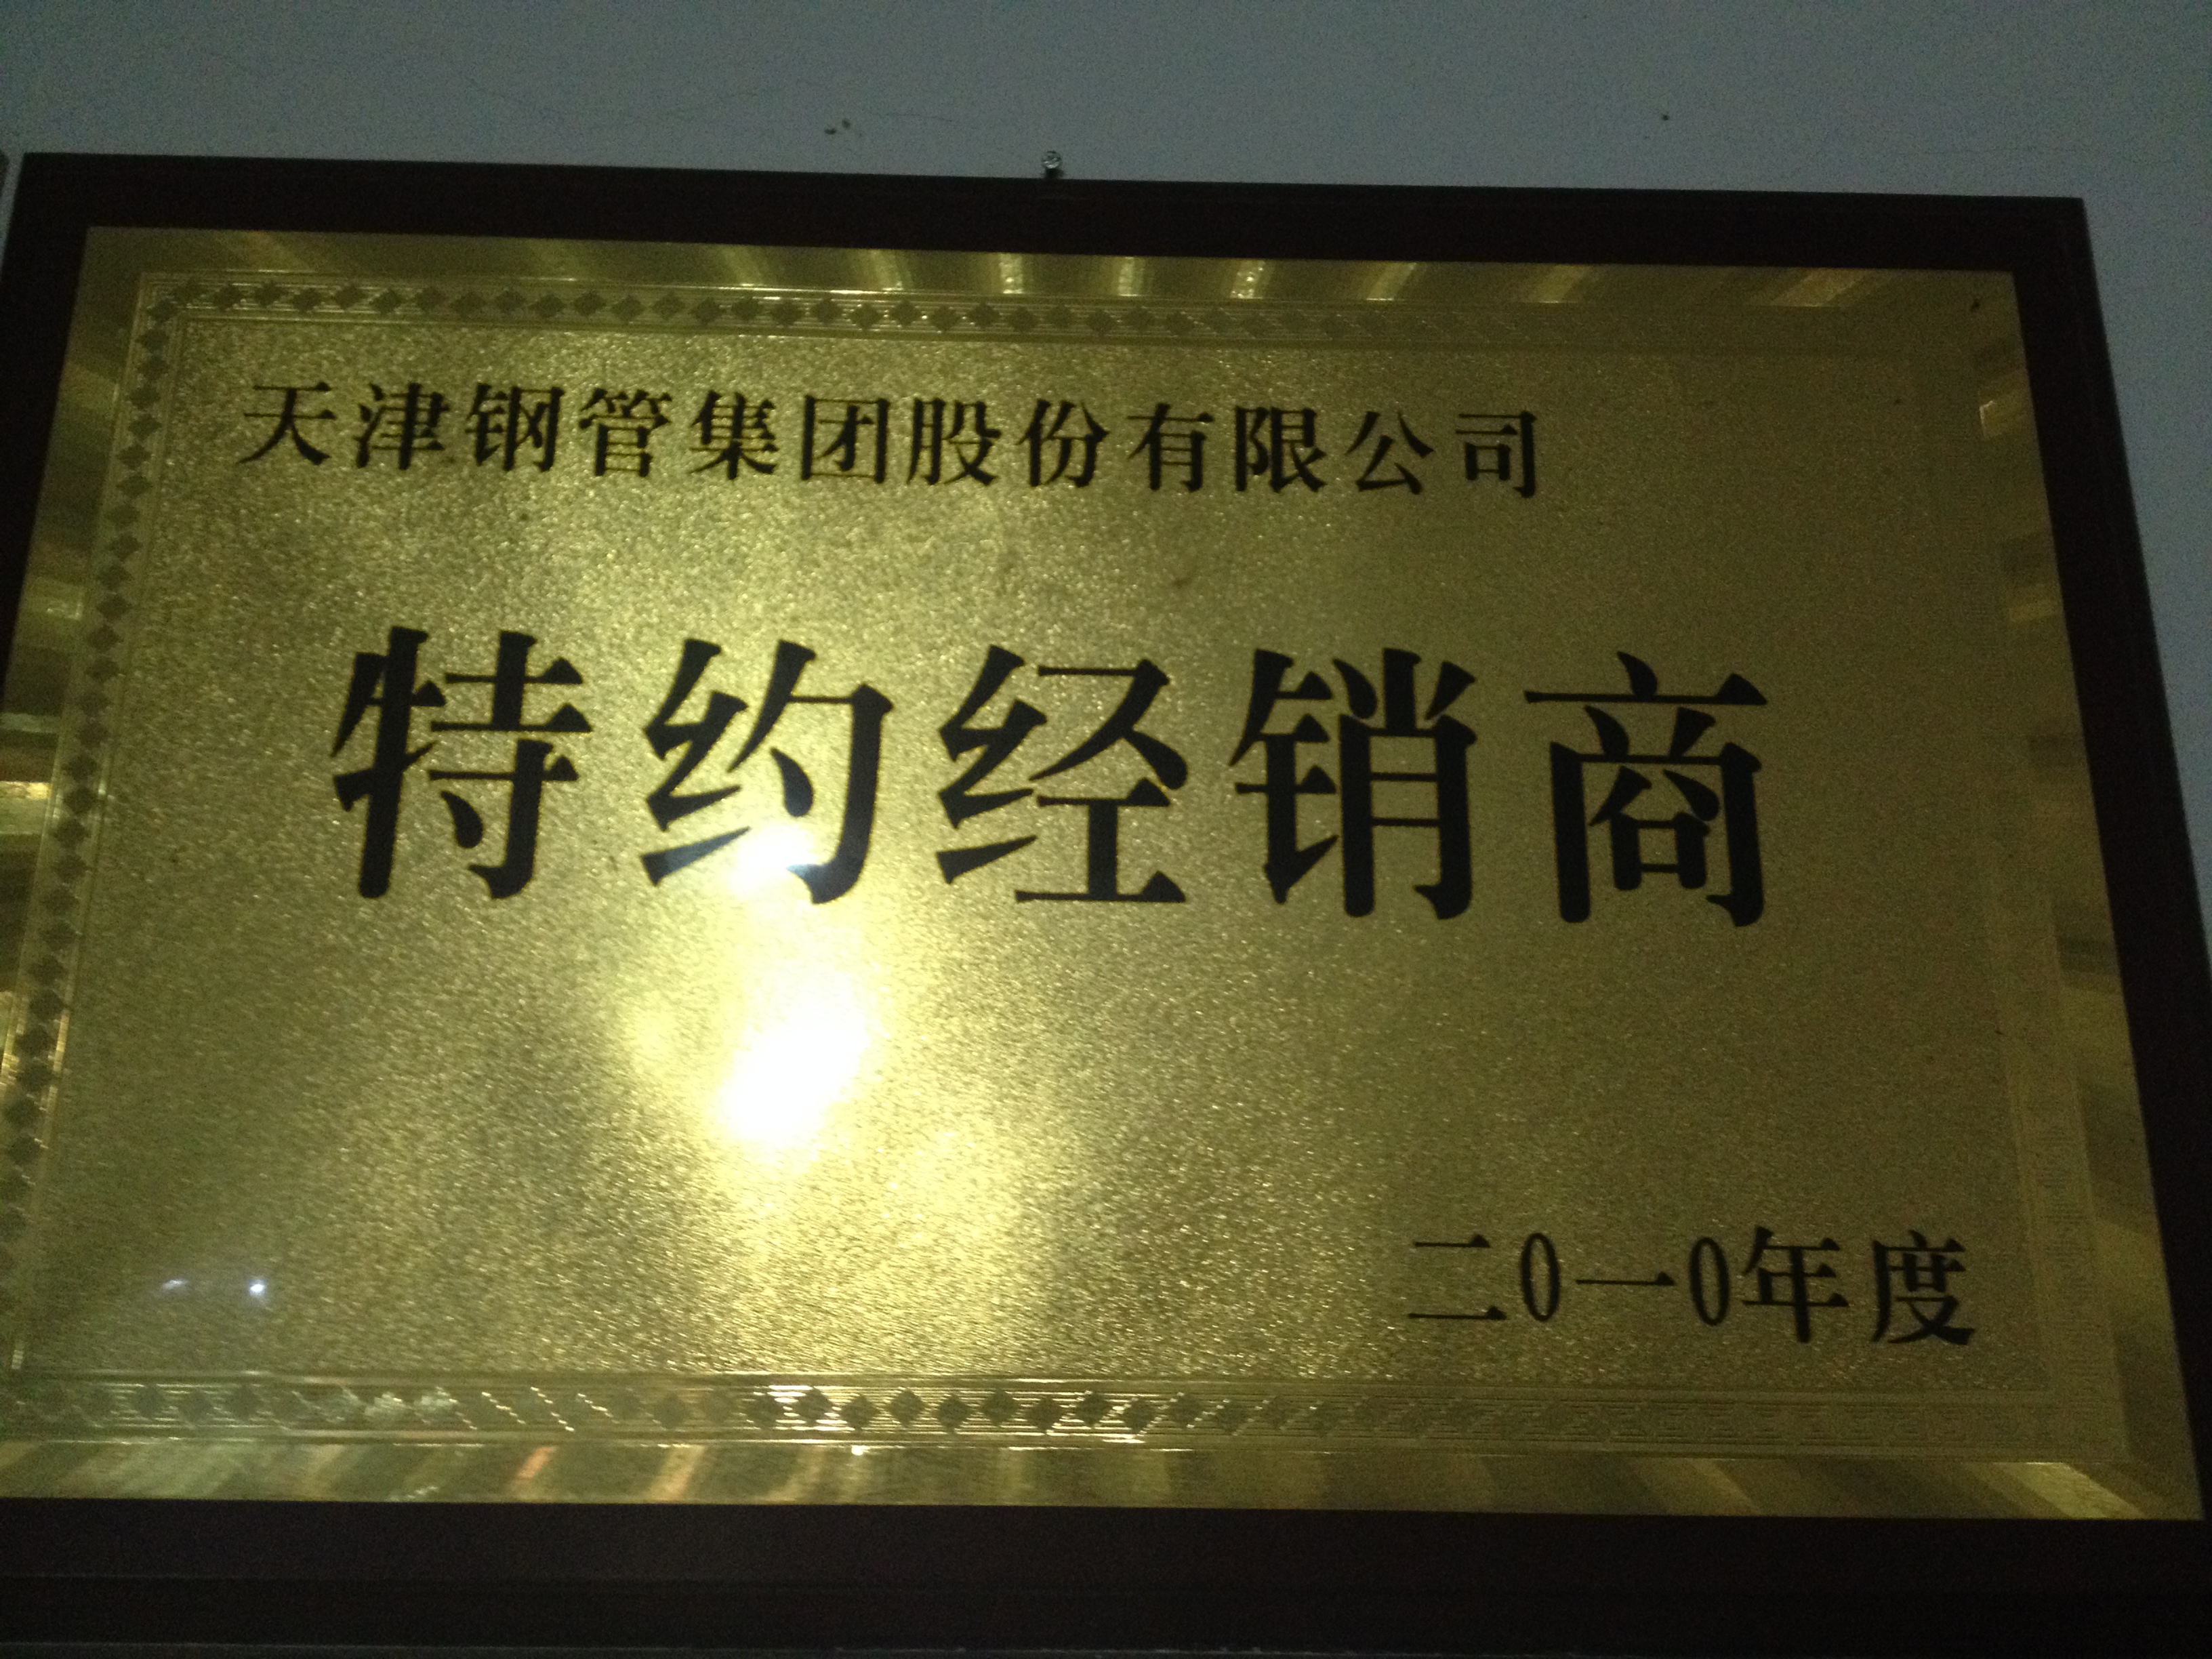 天津钢管集团股份有限公司
特约经销商
二0一0年度